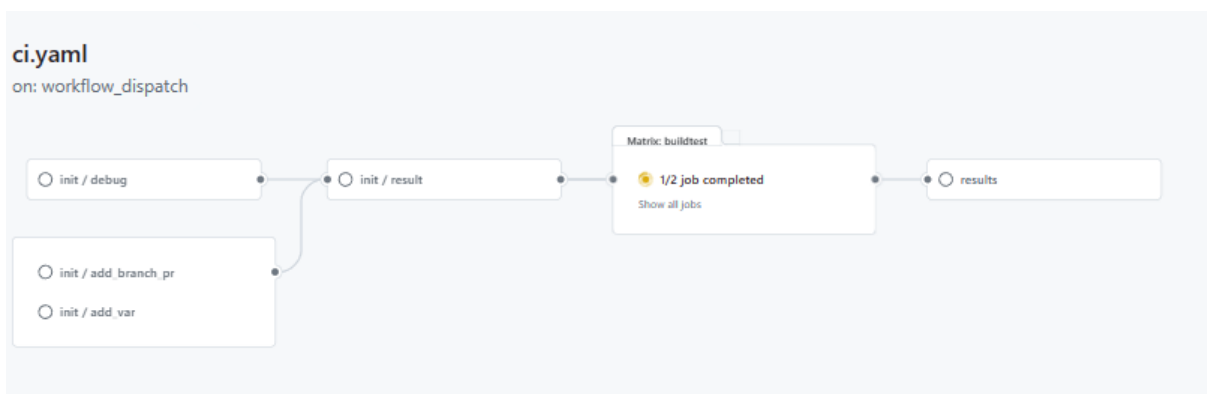 ci.yaml
on: workflow_dispatch
Matrix: buildtest
init / debug
init / result
1/2 job completed
Show all jobs
results
init / add_branch_pr
init / add_var